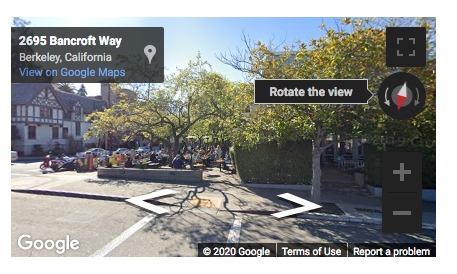 2695 Bancroft Way
Berkeley, California
View on Google Maps
Rotate the view
Google
© 2020 Google
Terms of Use
Report a problem